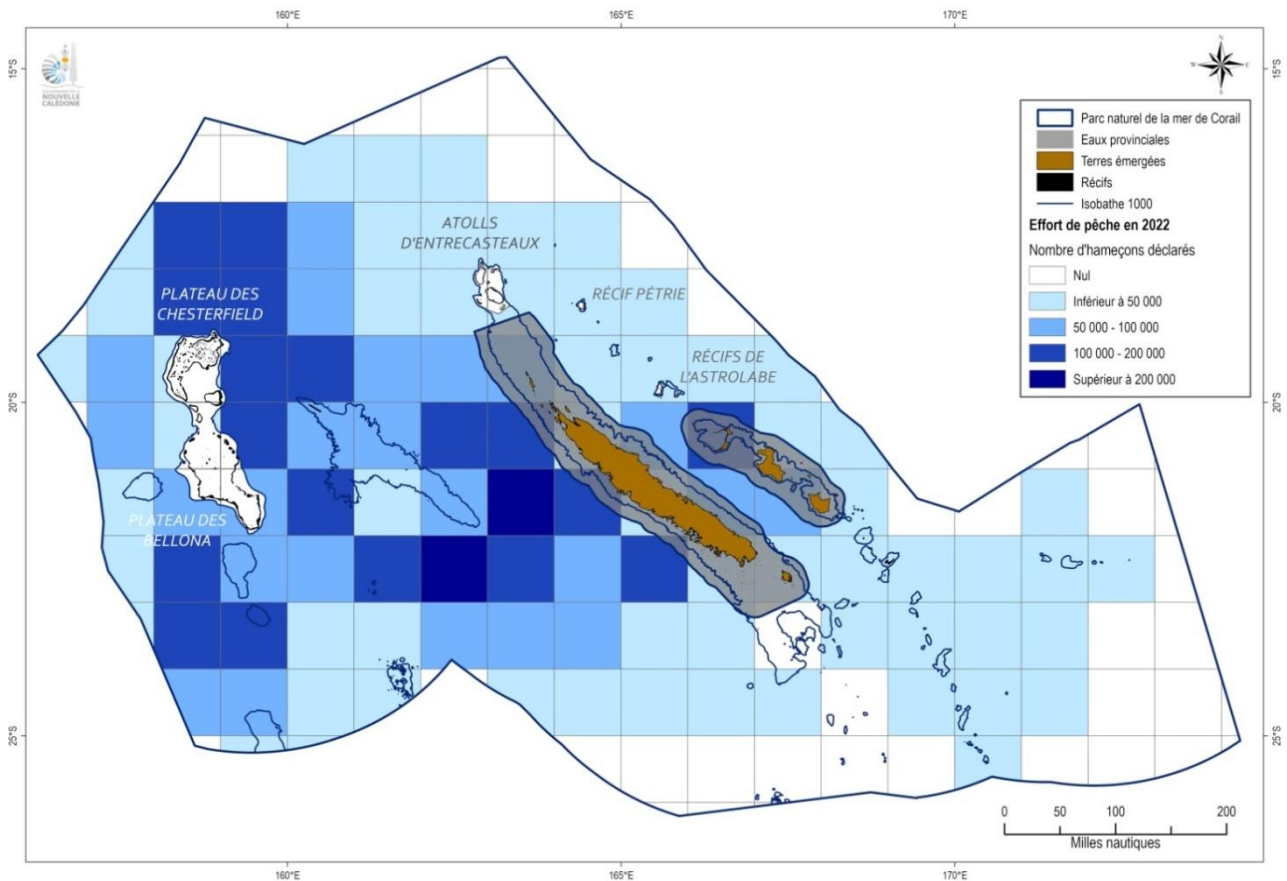 160°E
165°E
170°E
15°S
15°S
GOUVERNEMENT DE LA
NOUVELLE
CALÉDONIE
N
W
E
S
Parc naturel de la mer de Corail
Eaux provinciales
Terres émergées
Récifs
Isobathe 1000
Effort de pêche en 2022
Nombre d'hameçons déclarés
Nul
Inférieur à 50 000
50 000 - 100 000
100 000 - 200 000
Supérieur à 200 000
ATOLLS
D'ENTRECASTEAUX
PLATEAU DES
CHESTERFIELD
RÉCIF PÉTRIE
RÉCIFS DE
L'ASTROLABE
20°S
20°S
PLATEAU DES
BELLONA
25°S
25°S
0
50
100
200
Milles nautiques
160°E
165°E
170°E